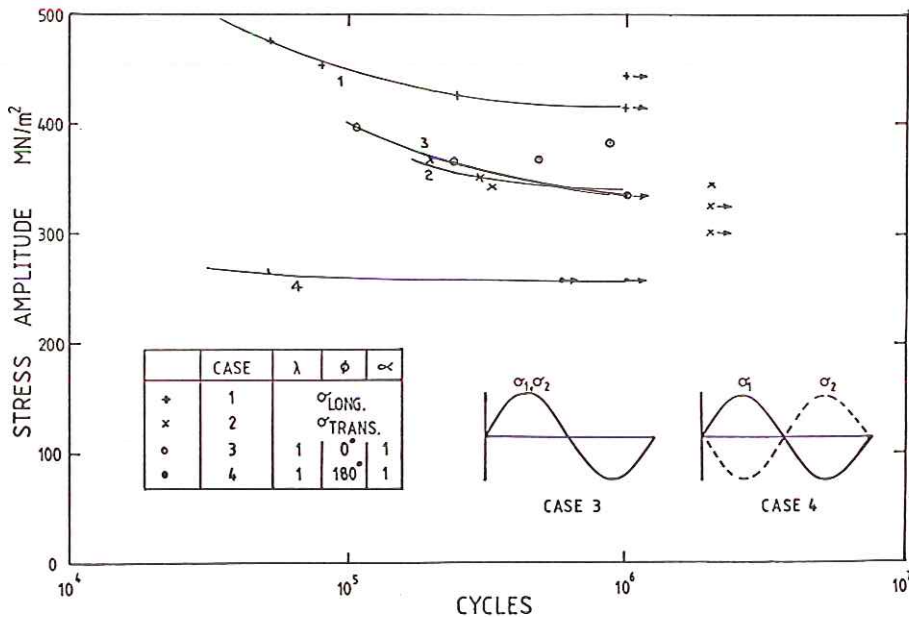 STRESS AMPLITUDE MN/m²
500
400
300
200
100
0
1
3
2
4
CASE λ φ ∝
+ 1 σLONG.
× 2 σTRANS.
3 1 0° 1
4 1 180° 1
σ₁,σ₂
CASE 3
σ₁ σ₂
CASE 4
10⁴ 10⁵ 10⁶ 10⁷
CYCLES